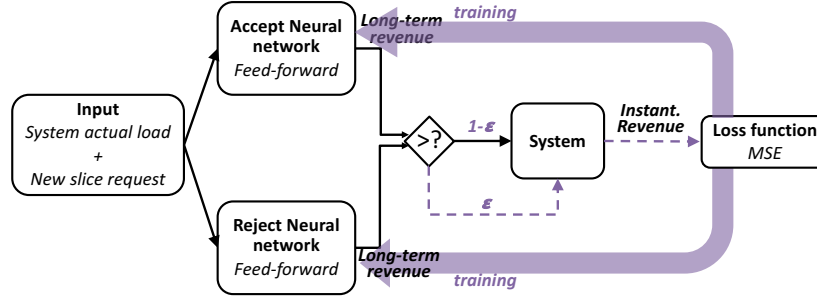 Input
System actual load
+
New slice request
Accept Neural
network
Feed-forward
Long-term
revenue
training
Reject Neural
network
Feed-forward
Long-term
revenue
training
>?
1-ε
ε
System
Instant.
Revenue
Loss function
MSE